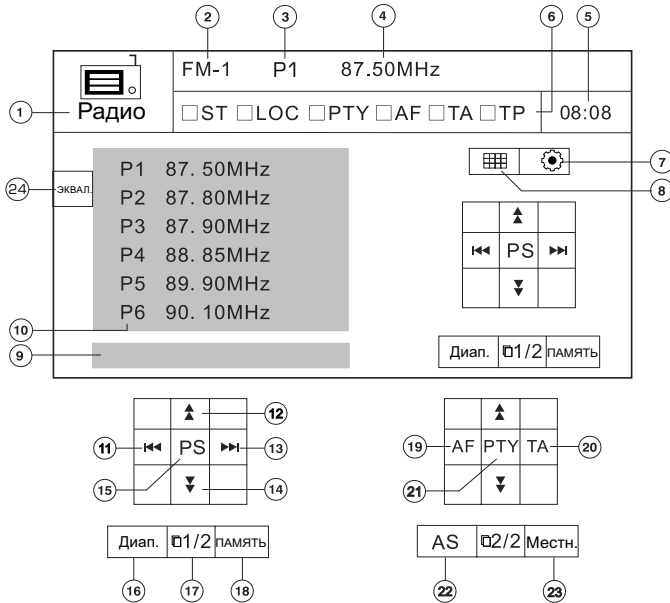 2 3 4 6 5
FM-1 P1 87.50MHz
1 Радио □ST □LOC □PTY □AF □TA □TP 08:08
7
8
24 ЭКВАЛ.
P1 87. 50MHz
P2 87. 80MHz
P3 87. 90MHz
P4 88. 85MHz
P5 89. 90MHz
P6 90. 10MHz
PS
10
9
Диап. 1/2 ПАМЯТЬ
12
11 PS 13
15 14
Диап. 1/2 ПАМЯТЬ
16 17 18
19 AF PTY TA 20
21
AS 2/2 Местн.
22 23